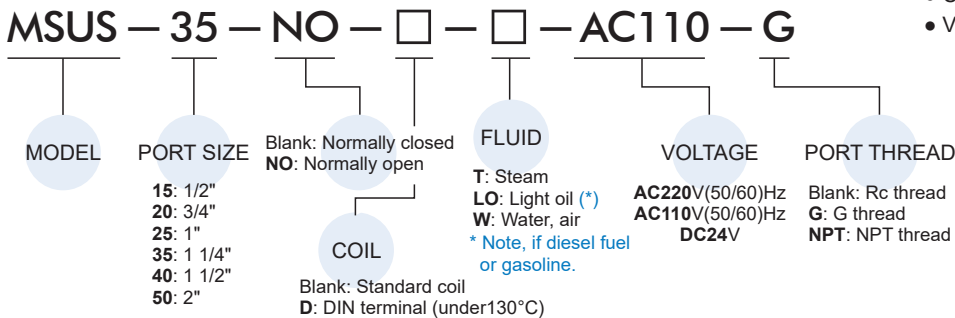 MSUS — 35 — NO — □ — □ — AC110 — G
• V
MODEL
PORT SIZE
15: 1/2"
20: 3/4"
25: 1"
35: 1 1/4"
40: 1 1/2"
50: 2"
Blank: Normally closed
NO: Normally open
COIL
Blank: Standard coil
D: DIN terminal (under130°C)
FLUID
T: Steam
LO: Light oil (*)
W: Water, air
* Note, if diesel fuel
or gasoline.
VOLTAGE
AC220V(50/60)Hz
AC110V(50/60)Hz
DC24V
PORT THREAD
Blank: Rc thread
G: G thread
NPT: NPT thread